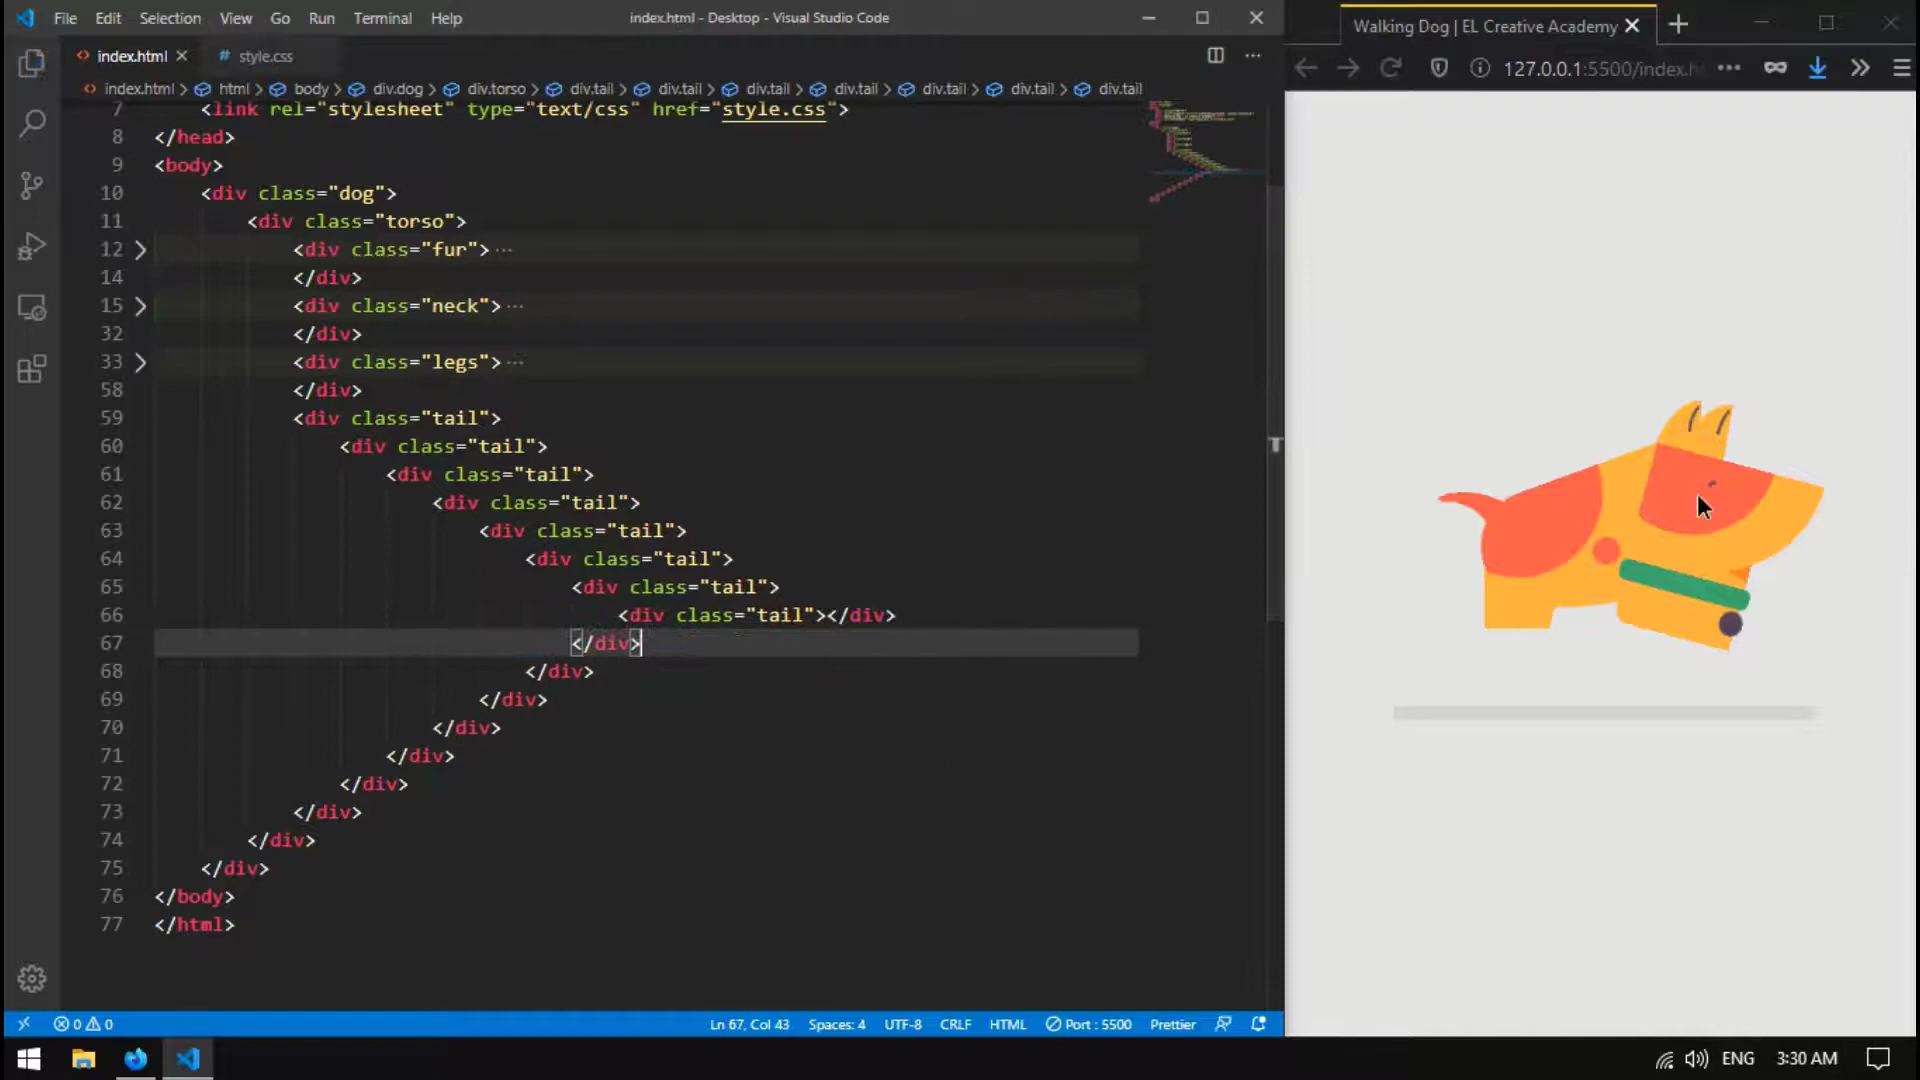 File Edit Selection View Go Run Terminal Help
index.html - Desktop - Visual Studio Code
index.html
# style.css
index.html > html > body > div.dog > div.torso > div.tail > div.tail > div.tail > div.tail > div.tail > div.tail > div.tail
7 <link rel="stylesheet" type="text/css" href="style.css">
8 </head>
9 <body>
10 <div class="dog">
11 <div class="torso">
12 <div class="fur"> ...
14 </div>
15 <div class="neck"> ...
32 </div>
33 <div class="legs"> ...
58 </div>
59 <div class="tail">
60 <div class="tail">
61 <div class="tail">
62 <div class="tail">
63 <div class="tail">
64 <div class="tail">
65 <div class="tail">
66 <div class="tail"></div>
67 </div>
68 </div>
69 </div>
70 </div>
71 </div>
72 </div>
73 </div>
74 </div>
75 </div>
76 </body>
77 </html>
0 0
Ln 67, Col 43 Spaces: 4 UTF-8 CRLF HTML Port : 5500 Prettier
Walking Dog | EL Creative Academy
127.0.0.1:5500/index.h
ENG 3:30 AM